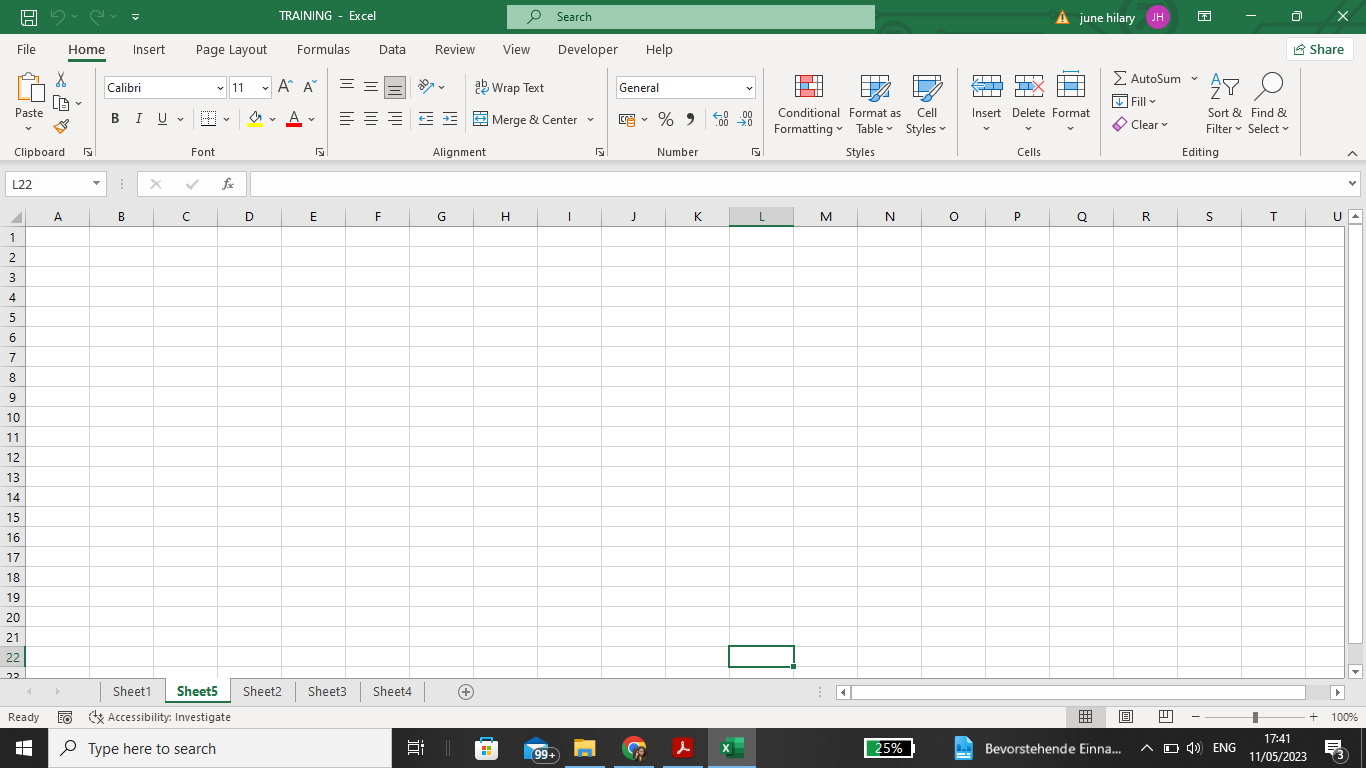 TRAINING - Excel
Search
june hilary
JH
File Home Insert Page Layout Formulas Data Review View Developer Help
Share
Paste
Clipboard
Calibri 11
A A
B I U A
Font
ab Wrap Text
Merge & Center
Alignment
General
% 9 .00 .00
Number
Conditional Formatting
Format as Table
Cell Styles
Styles
Insert Delete Format
Cells
AutoSum
Fill
Clear
Sort & Filter
Find & Select
Editing
L22
fx
A B C D E F G H I J K L M N O P Q R S T U
1
2
3
4
5
6
7
8
9
10
11
12
13
14
15
16
17
18
19
20
21
22
23
Sheet1 Sheet5 Sheet2 Sheet3 Sheet4
Ready Accessibility: Investigate
100%
Type here to search
99+
25%
Bevorstehende Einna...
ENG
17:41
11/05/2023
3